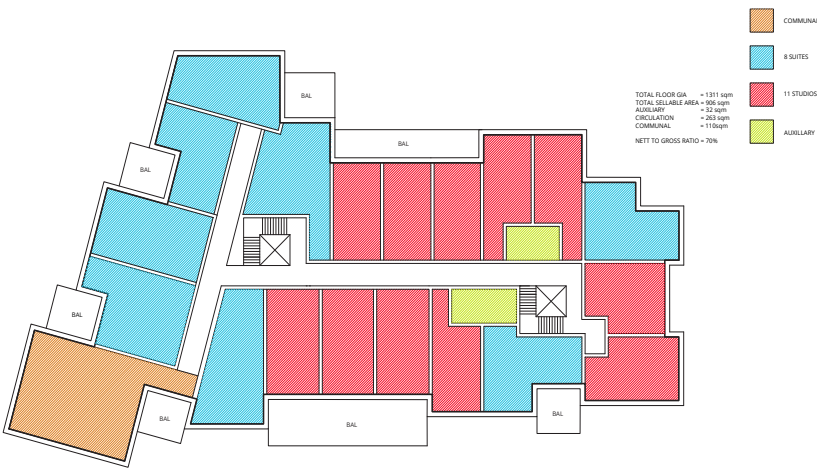 COMMUNAL
8 SUITES
11 STUDIOS
AUXILLARY
TOTAL FLOOR GIA = 1311 sqm
TOTAL SELLABLE AREA = 906 sqm
AUXILIARY = 32 sqm
CIRCULATION = 263 sqm
COMMUNAL = 110sqm
NETT TO GROSS RATIO = 70%
BAL
BAL
BAL
BAL
BAL
BAL
BAL